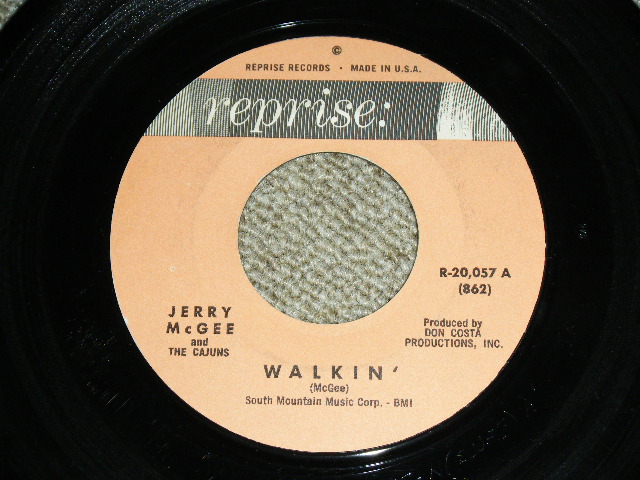 ©
REPRISE RECORDS • MADE IN U.S.A.
reprise:
R-20,057 A
(862)
JERRY
McGEE
and
THE CAJUNS
Produced by
DON COSTA
PRODUCTIONS, INC.
WALKIN'
(McGee)
South Mountain Music Corp. - BMI